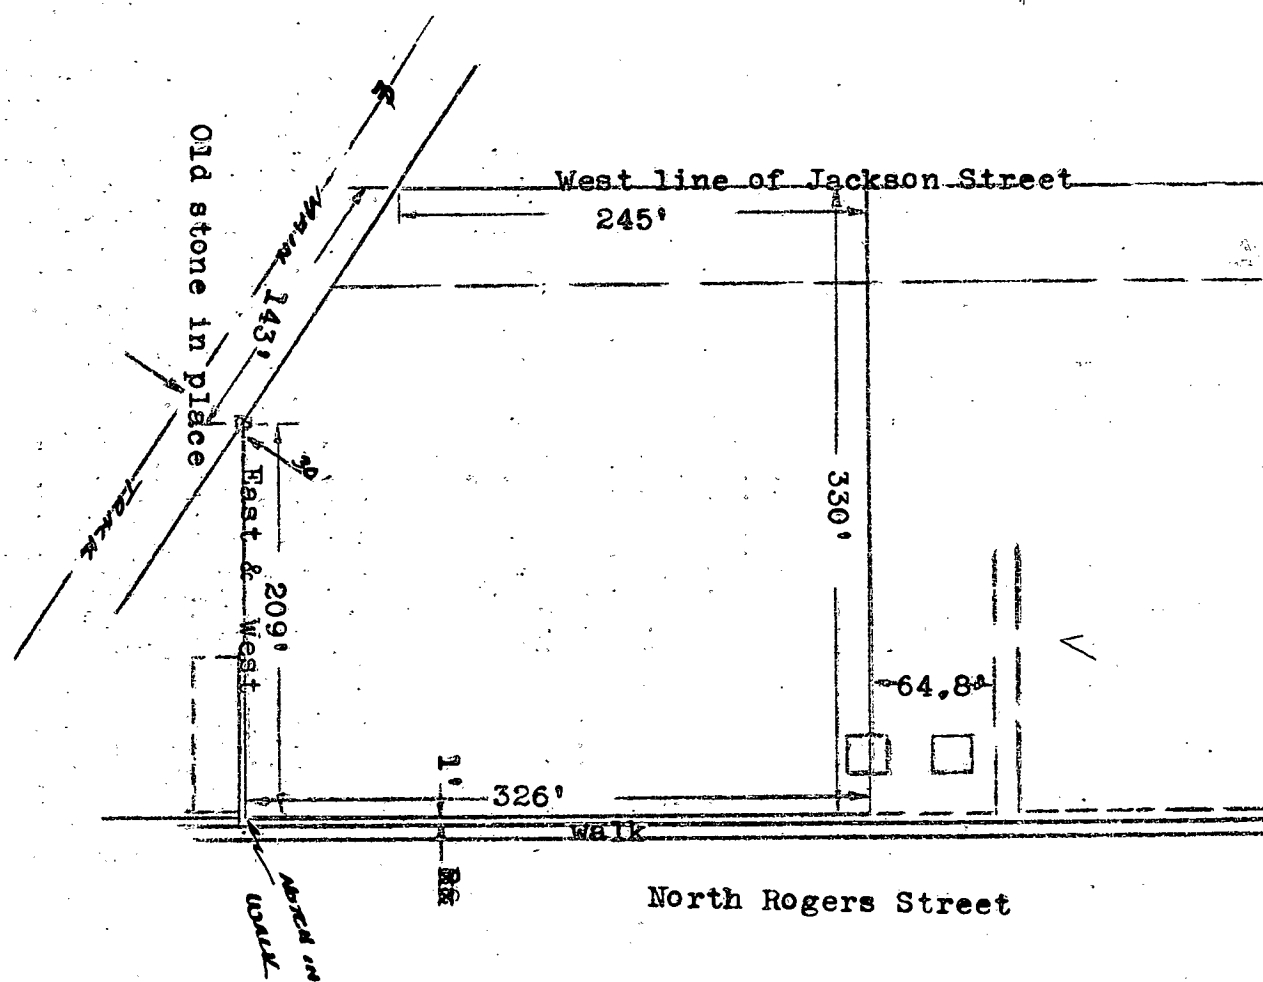 West line of Jackson Street
245'
Old stone in place
MAIN
143'
TRACK
East & West
209'
330'
64.8'
1'
326'
walk
North Rogers Street
NOTCH IN
WALK